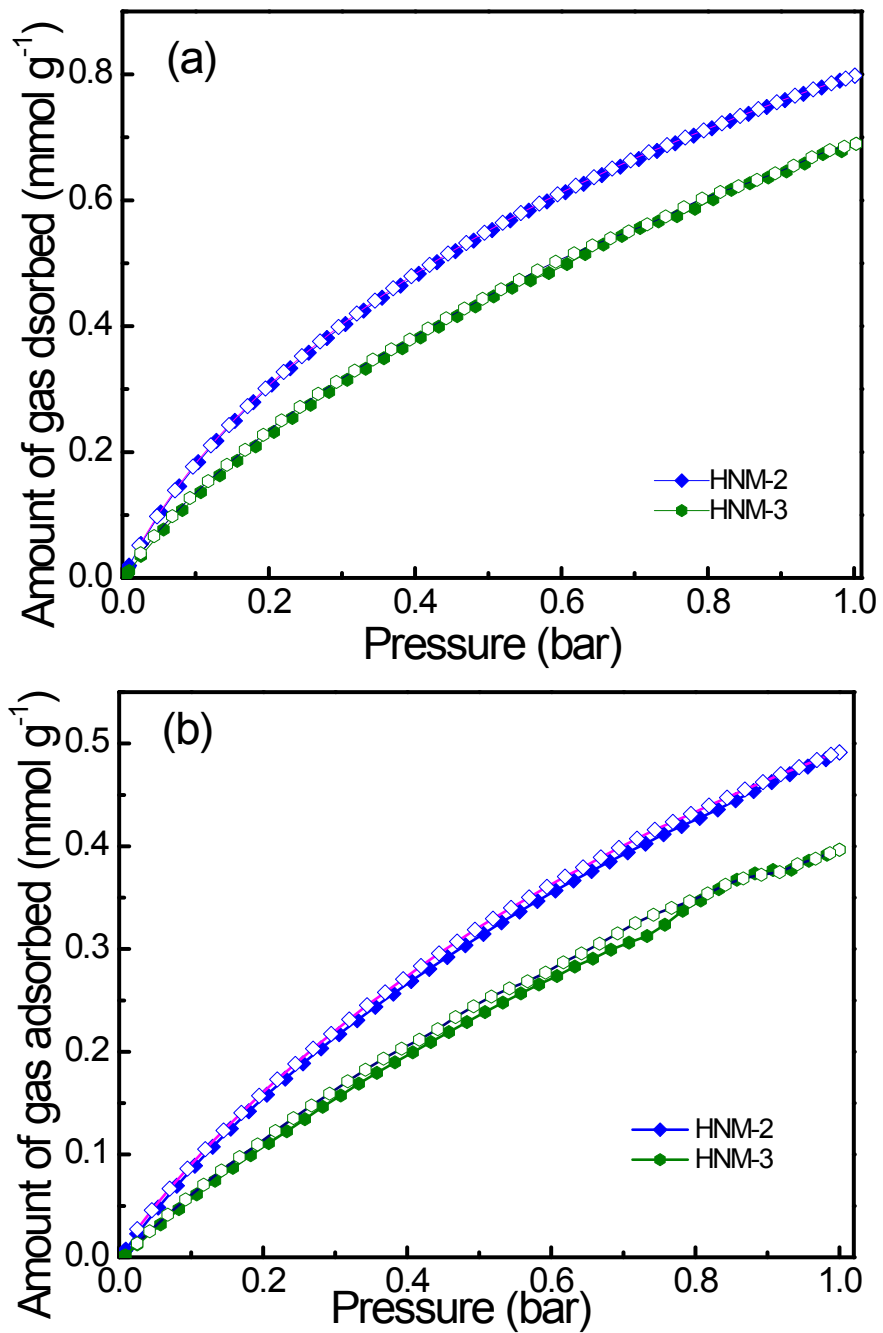 (a)
Amount of gas dsorbed (mmol g⁻¹)
0.8
0.6
0.4
0.2
0.0
HNM-2
HNM-3
0.0 0.2 0.4 0.6 0.8 1.0
Pressure (bar)
(b)
Amount of gas adsorbed (mmol g⁻¹)
0.5
0.4
0.3
0.2
0.1
0.0
HNM-2
HNM-3
0.0 0.2 0.4 0.6 0.8 1.0
Pressure (bar)